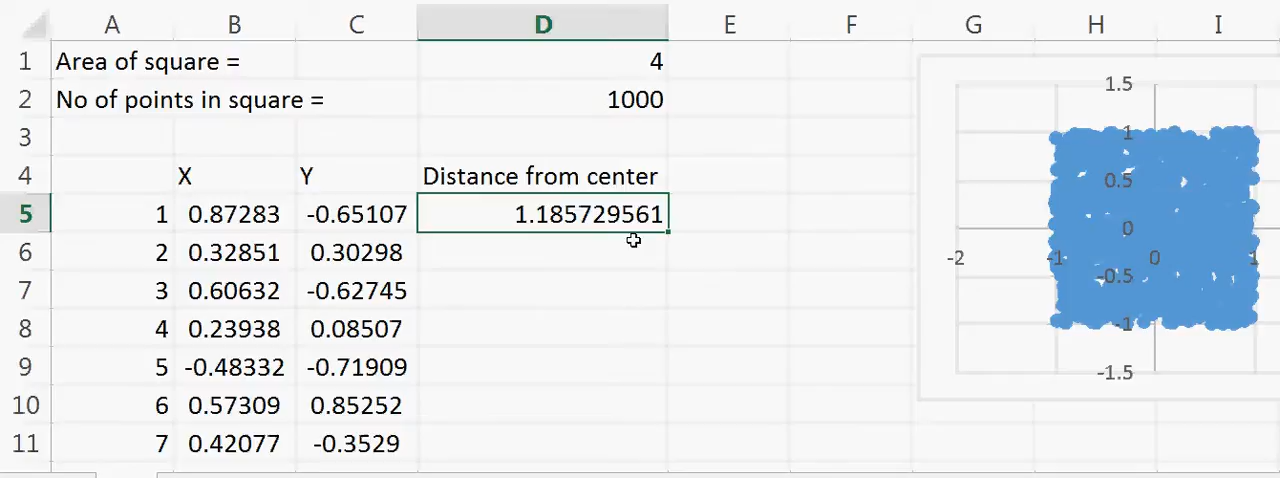 A B C D E F G H I
1 Area of square = 4
2 No of points in square = 1000
3
4 X Y Distance from center
5 1 0.87283 -0.65107 1.185729561
6 2 0.32851 0.30298
7 3 0.60632 -0.62745
8 4 0.23938 0.08507
9 5 -0.48332 -0.71909
10 6 0.57309 0.85252
11 7 0.42077 -0.3529
1.5
1
0.5
0
-2 -1 0 1
-0.5
-1
-1.5